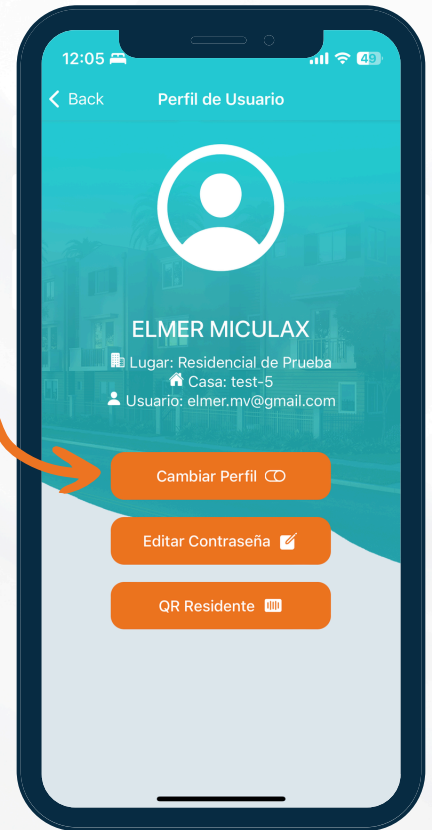 12:05
49
Back
Perfil de Usuario
ELMER MICULAX
Lugar: Residencial de Prueba
Casa: test-5
Usuario: elmer.mv@gmail.com
Cambiar Perfil
Editar Contraseña
QR Residente